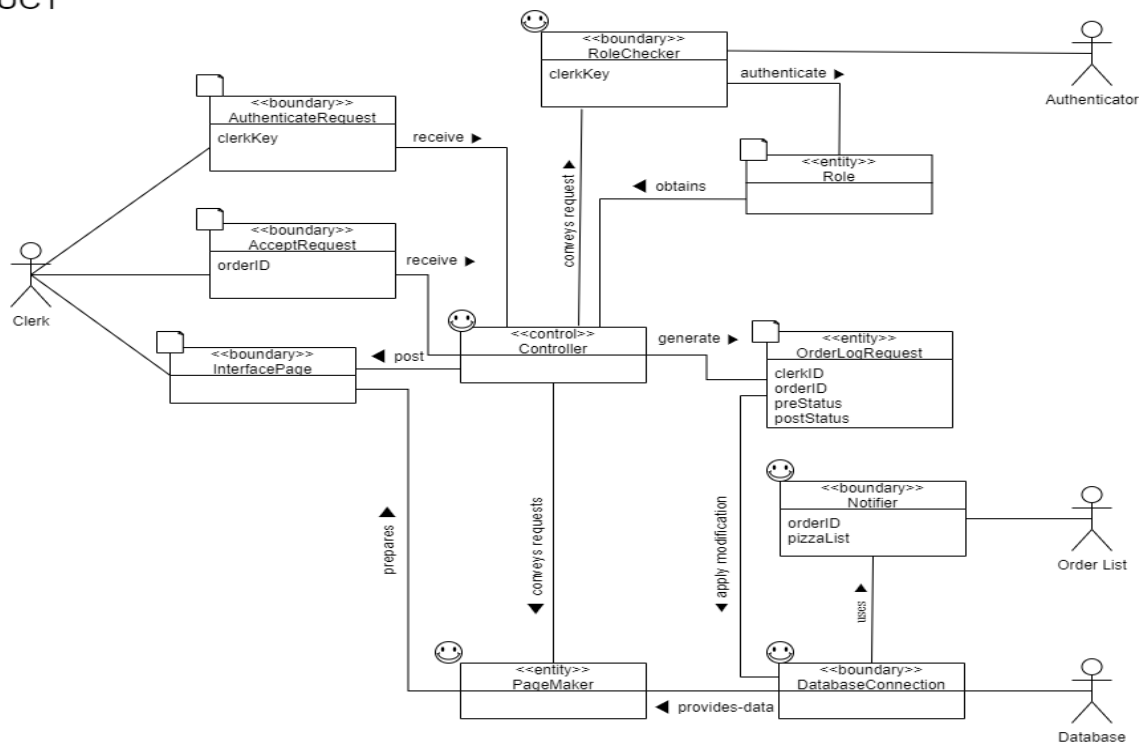 <<boundary>>
RoleChecker
clerkKey
authenticate ►
Authenticator
<<boundary>>
AuthenticateRequest
clerkKey
receive ►
<<entity>>
Role
◄ obtains
conveys request ►
<<boundary>>
AcceptRequest
orderID
receive ►
Clerk
<<control>>
Controller
◄ post
<<boundary>>
InterfacePage
generate ►
<<entity>>
OrderLogRequest
clerkID
orderID
preStatus
postStatus
<<boundary>>
Notifier
orderID
pizzaList
Order List
prepares ►
◄ conveys requests
◄ apply modification
uses ►
<<entity>>
PageMaker
<<boundary>>
DatabaseConnection
◄ provides-data
Database